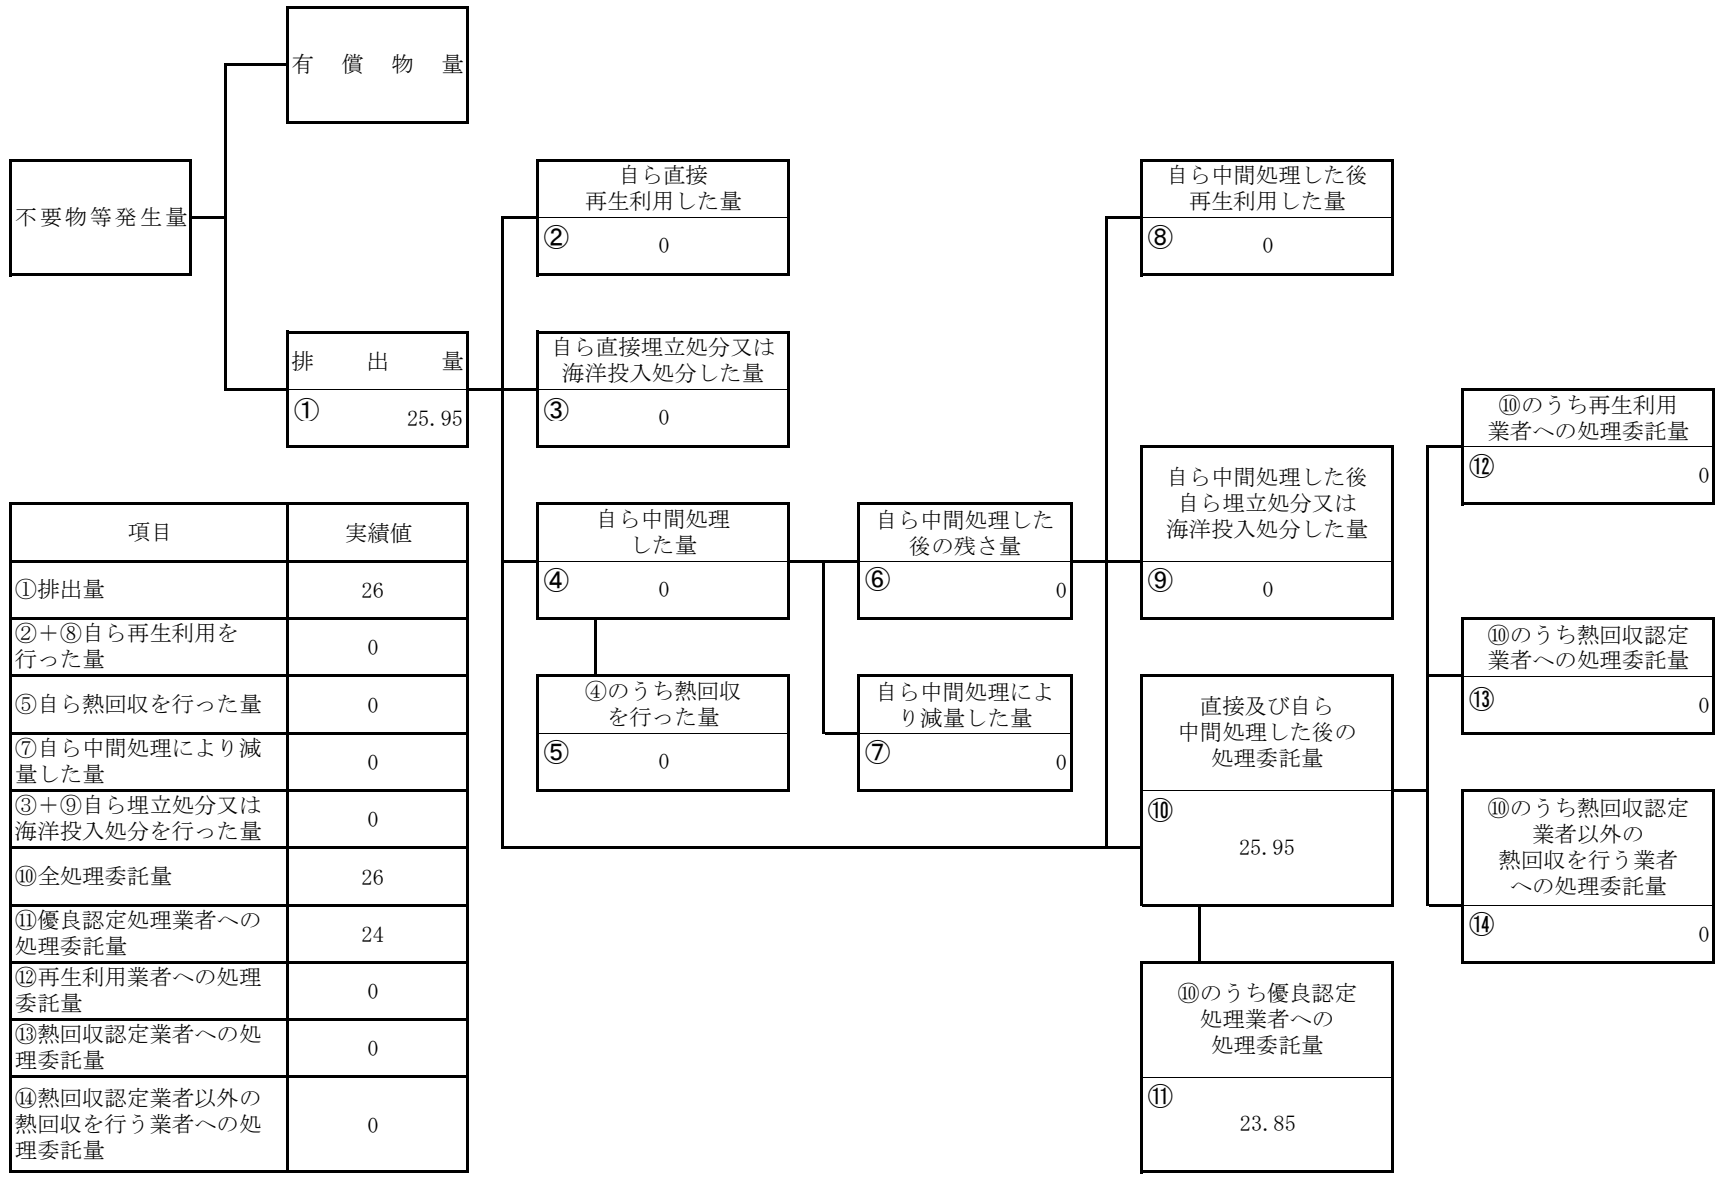 有償物量
不要物等発生量
排出量
①
25.95
自ら直接
再生利用した量
②
0
自ら直接埋立処分又は
海洋投入処分した量
③
0
自ら中間処理
した量
④
0
④のうち熱回収
を行った量
⑤
0
自ら中間処理した
後の残さ量
⑥
0
自ら中間処理によ
り減量した量
⑦
0
自ら中間処理した後
再生利用した量
⑧
0
自ら中間処理した後
自ら埋立処分又は
海洋投入処分した量
⑨
0
直接及び自ら
中間処理した後の
処理委託量
⑩
25.95
⑩のうち優良認定
処理業者への
処理委託量
⑪
23.85
⑩のうち再生利用
業者への処理委託量
⑫
0
⑩のうち熱回収認定
業者への処理委託量
⑬
0
⑩のうち熱回収認定
業者以外の
熱回収を行う業者
への処理委託量
⑭
0
項目 実績値
①排出量 26
②+⑧自ら再生利用を
行った量
0
⑤自ら熱回収を行った量 0
⑦自ら中間処理により減
量した量
0
③+⑨自ら埋立処分又は
海洋投入処分を行った量
0
⑩全処理委託量 26
⑪優良認定処理業者への
処理委託量
24
⑫再生利用業者への処理
委託量
0
⑬熱回収認定業者への処
理委託量
0
⑭熱回収認定業者以外の
熱回収を行う業者への処
理委託量
0